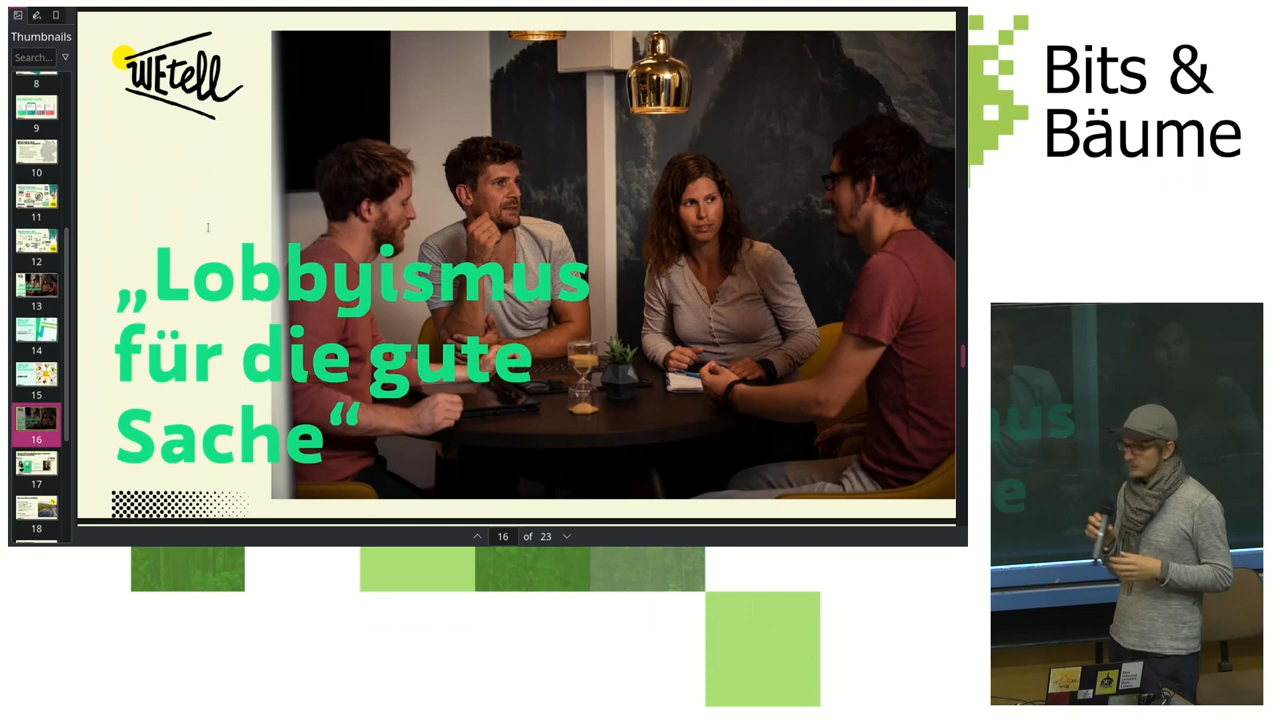 Thumbnails
Search...
8
9
10
11
12
13
14
15
16
17
18
WEtell
„Lobbyismus
für die gute
Sache“
16 of 23
Bits &
Bäume
us
e